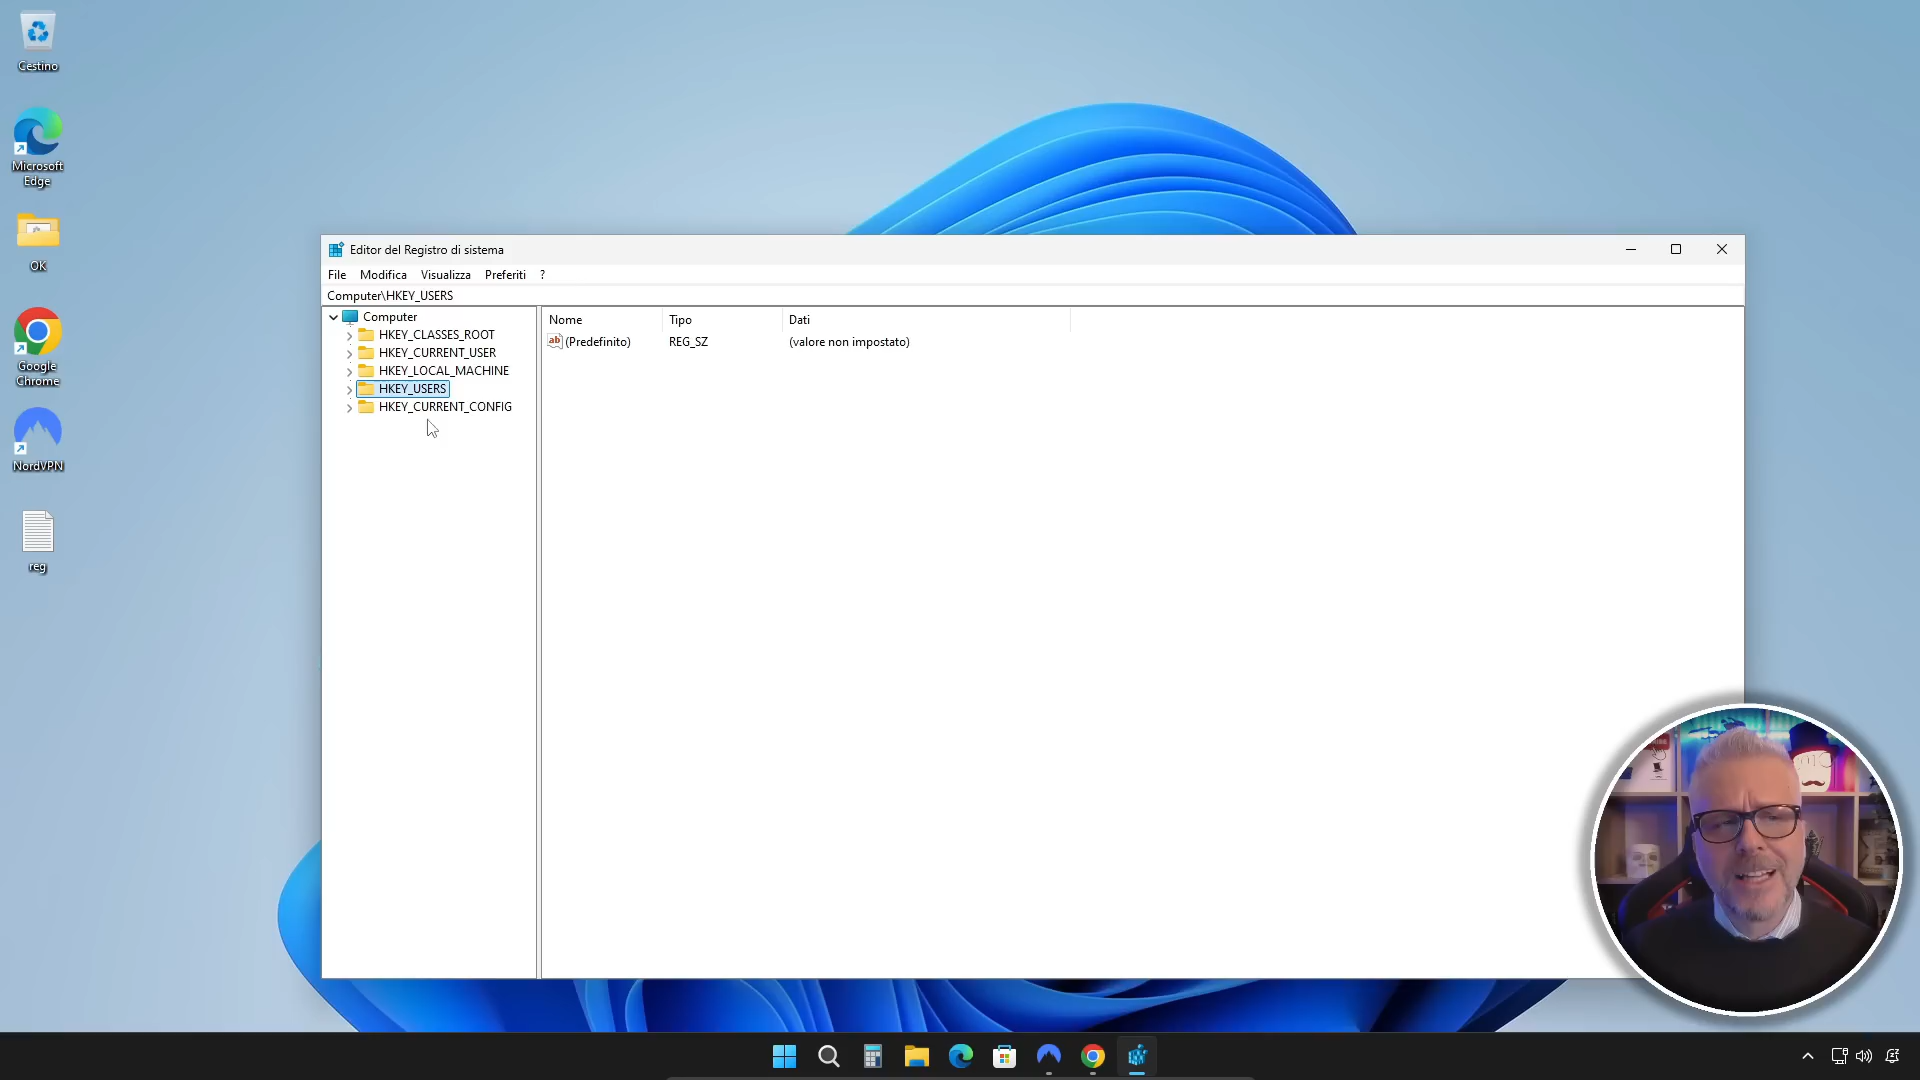 Cestino
Microsoft
Edge
OK
Google
Chrome
NordVPN
reg
Editor del Registro di sistema
File Modifica Visualizza Preferiti ?
Computer\HKEY_USERS
Computer
HKEY_CLASSES_ROOT
HKEY_CURRENT_USER
HKEY_LOCAL_MACHINE
HKEY_USERS
HKEY_CURRENT_CONFIG
Nome Tipo Dati
ab (Predefinito) REG_SZ (valore non impostato)